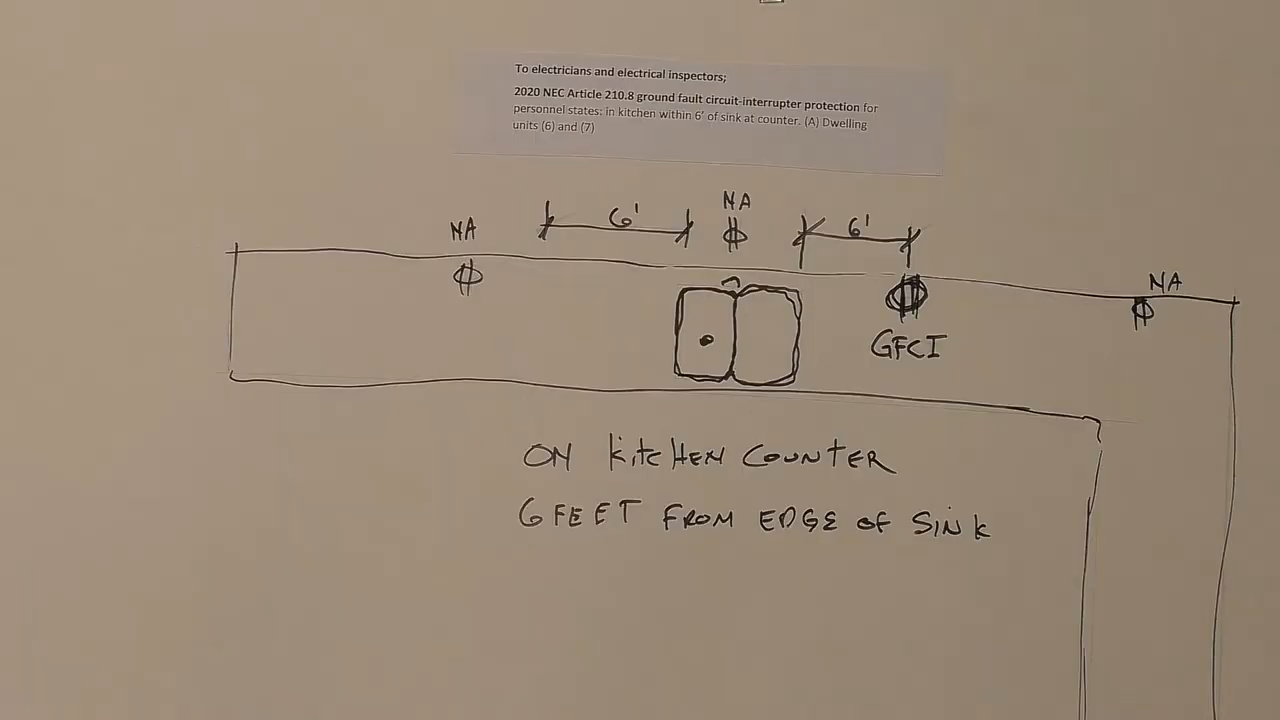 To electricians and electrical inspectors;
2020 NEC Article 210.8 ground fault circuit-interrupter protection for
personnel states: in kitchen within 6' of sink at counter. (A) Dwelling
units (6) and (7)
NA
NA
6'
6'
NA
GFCI
ON KitCHEN COUNTER
6 FEET FROM EDGE OF SINK